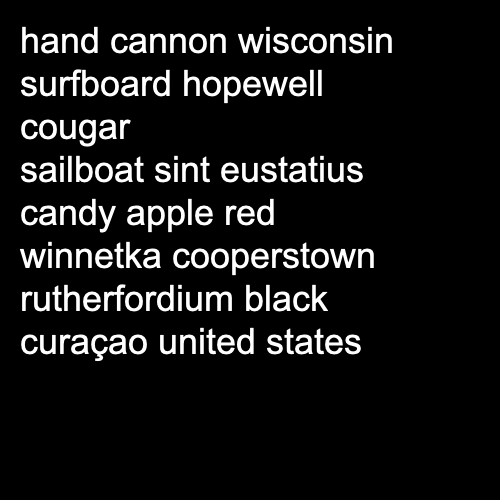 hand cannon wisconsin
surfboard hopewell
cougar
sailboat sint eustatius
candy apple red
winnetka cooperstown
rutherfordium black
curaçao united states